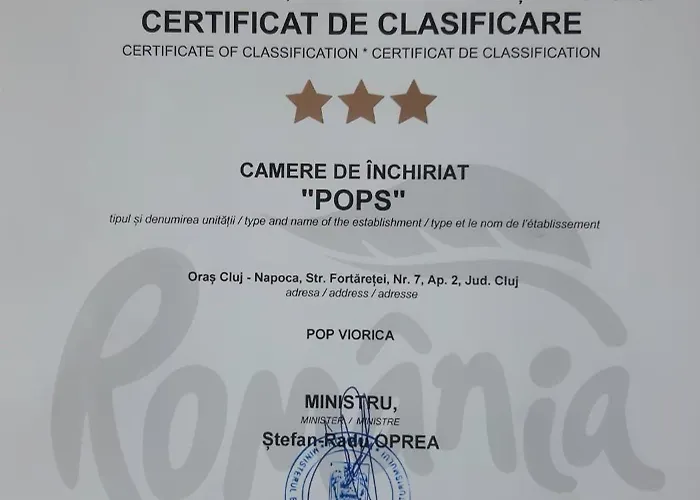 CERTIFICAT DE CLASIFICARE
CERTIFICATE OF CLASSIFICATION * CERTIFICAT DE CLASSIFICATION
CAMERE DE ÎNCHIRIAT
"POPS"
tipul și denumirea unității / type and name of the establishment / type et le nom de l'établissement
Oraș Cluj - Napoca, Str. Fortăreței, Nr. 7, Ap. 2, Jud. Cluj
adresa / address / adresse
POP VIORICA
România
MINISTRU,
MINISTER / MINISTRE
Ștefan-Radu OPREA
MINISTERUL
TURISMULUI